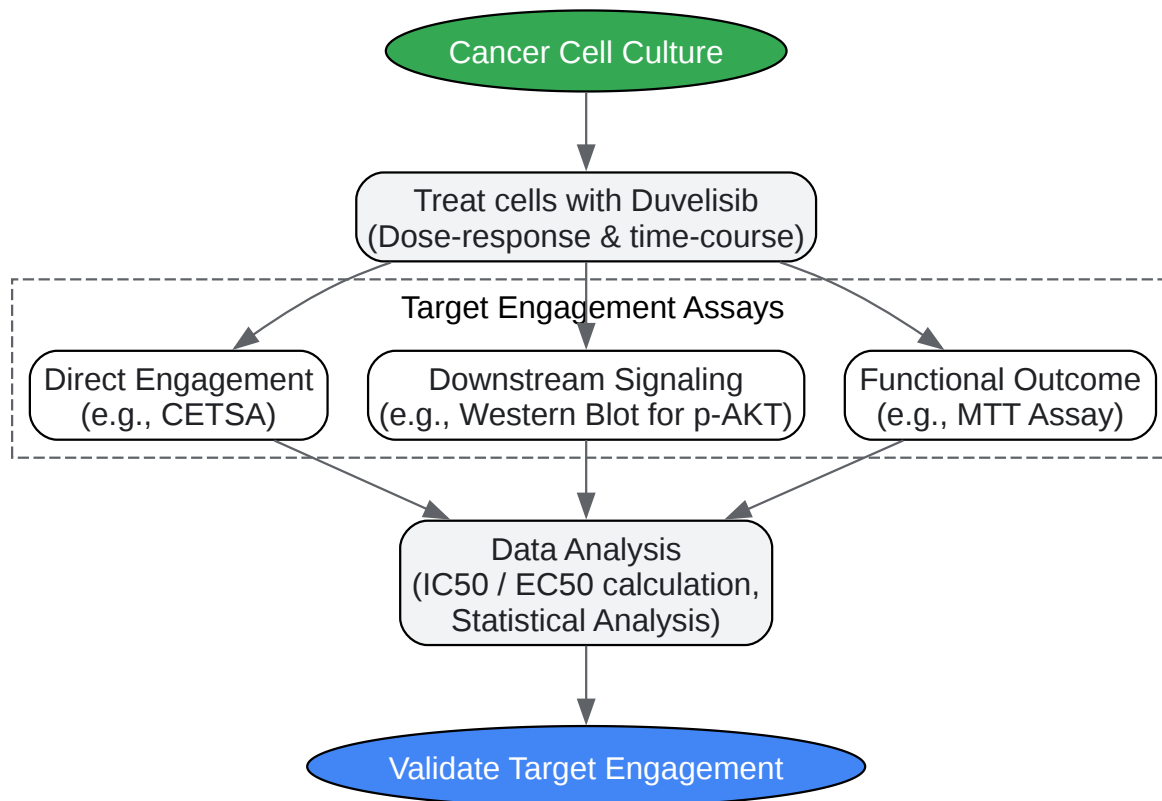 Cancer Cell Culture
Treat cells with Duvelisib
(Dose-response & time-course)
Target Engagement Assays
Direct Engagement
(e.g., CETSA)
Downstream Signaling
(e.g., Western Blot for p-AKT)
Functional Outcome
(e.g., MTT Assay)
Data Analysis
(IC50 / EC50 calculation,
Statistical Analysis)
Validate Target Engagement